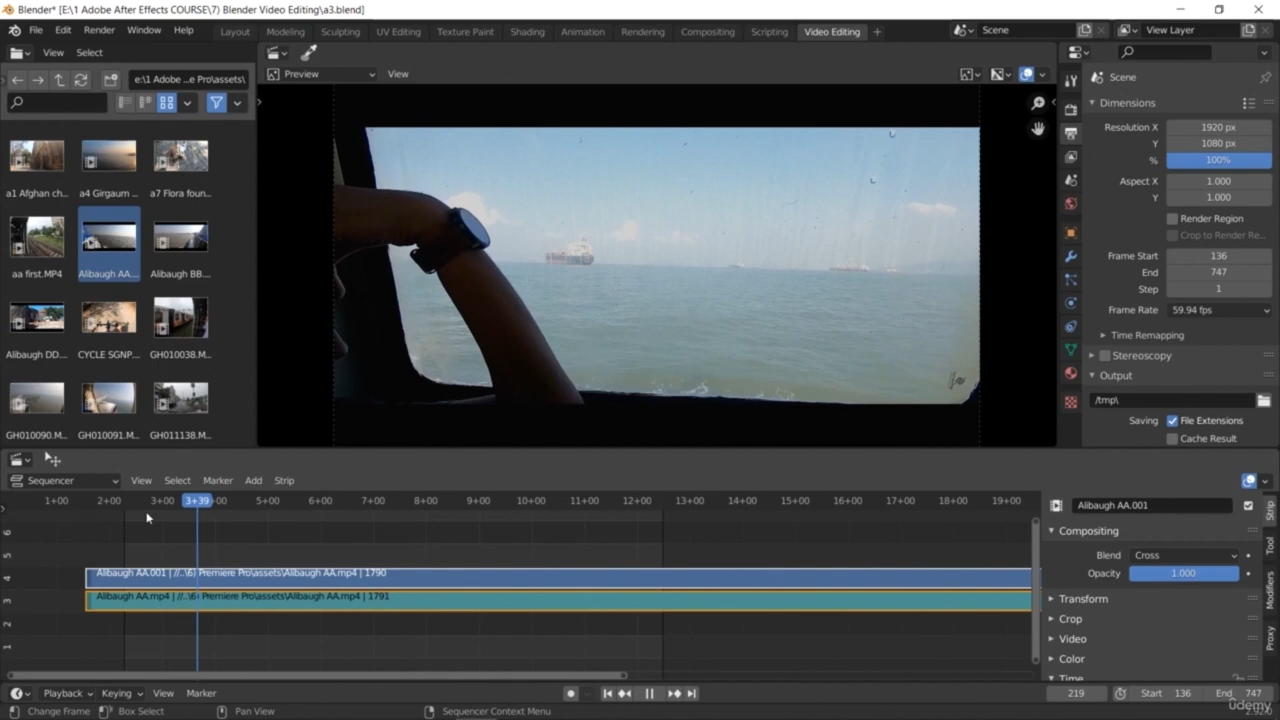 Blender* [E:\1 Adobe After Effects COURSE\7) Blender Video Editing\a3.blend]
File Edit Render Window Help Layout Modeling Sculpting UV Editing Texture Paint Shading Animation Rendering Compositing Scripting Video Editing Scene View Layer
View Select
Preview View
Scene
e:\1 Adobe ...e Pro\assets\
Dimensions
Resolution X 1920 px
Y 1080 px
% 100%
Aspect X 1.000
Y 1.000
Render Region
Crop to Render Re...
Frame Start 136
End 747
Step 1
Frame Rate 59.94 fps
Time Remapping
Stereoscopy
Output
/tmp\
Saving File Extensions
Cache Result
a1 Afghan ch... a4 Girgaum ... a7 Flora foun...
aa first.MP4 Alibaugh AA.... Alibaugh BB....
Alibaugh DD.... CYCLE SGNP... GH010038.M...
GH010090.M... GH010091.M... GH011138.M...
Sequencer View Select Marker Add Strip
1+00 2+00 3+00 3+39 5+00 6+00 7+00 8+00 9+00 10+00 11+00 12+00 13+00 14+00 15+00 16+00 17+00 18+00 19+00
6
5
4
3
2
1
Alibaugh AA.001 | //..\6) Premiere Pro\assets\Alibaugh AA.mp4 | 1790
Alibaugh AA.mp4 | //..\6) Premiere Pro\assets\Alibaugh AA.mp4 | 1791
Alibaugh AA.001
Compositing
Blend Cross
Opacity 1.000
Transform
Crop
Video
Color
Time
Strip
Tool
Modifiers
Proxy
Playback Keying View Marker 219 Start 136 End 747
Change Frame Box Select Pan View Sequencer Context Menu 2.92.0
udemy